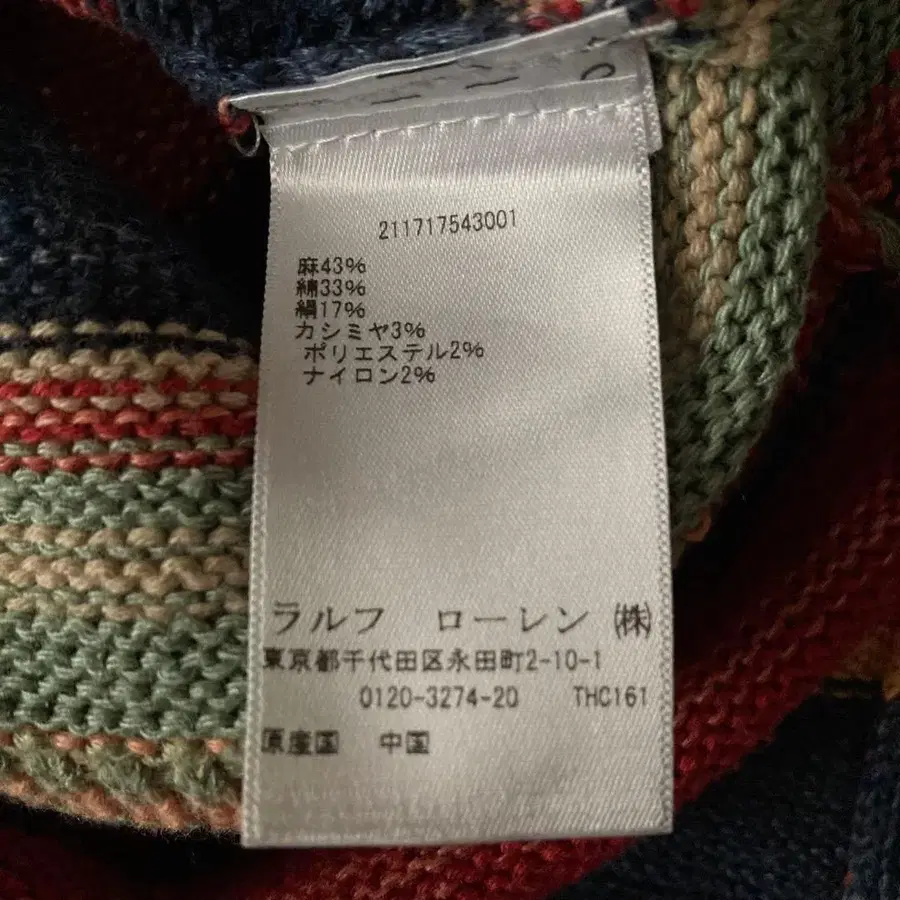 211717543001
麻43%
綿33%
絹17%
カシミヤ3%
ポリエステル2%
ナイロン2%
ラルフ ローレン ㈱
東京都千代田区永田町2-10-1
0120-3274-20 THC161
原産国 中国